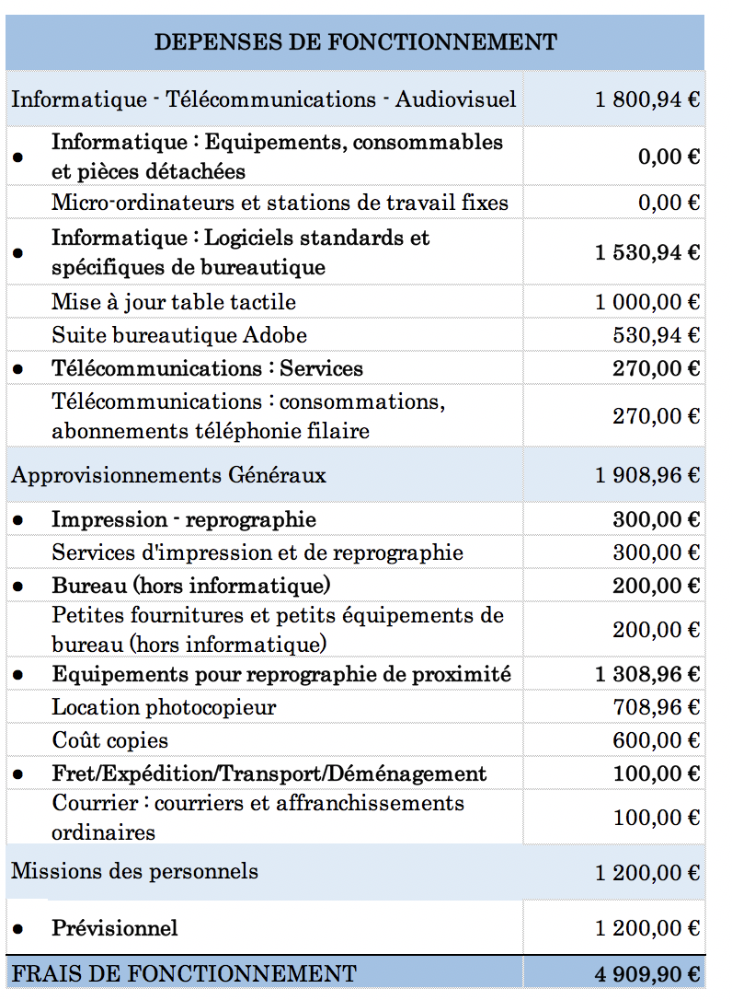 DEPENSES DE FONCTIONNEMENT
Informatique - Télécommunications - Audiovisuel 1 800,94 €
● Informatique : Equipements, consommables
et pièces détachées 0,00 €
Micro-ordinateurs et stations de travail fixes 0,00 €
● Informatique : Logiciels standards et
spécifiques de bureautique 1 530,94 €
Mise à jour table tactile 1 000,00 €
Suite bureautique Adobe 530,94 €
● Télécommunications : Services 270,00 €
Télécommunications : consommations,
abonnements téléphonie filaire 270,00 €
Approvisionnements Généraux 1 908,96 €
● Impression - reprographie 300,00 €
Services d'impression et de reprographie 300,00 €
● Bureau (hors informatique) 200,00 €
Petites fournitures et petits équipements de
bureau (hors informatique) 200,00 €
● Equipements pour reprographie de proximité 1 308,96 €
Location photocopieur 708,96 €
Coût copies 600,00 €
● Fret/Expédition/Transport/Déménagement 100,00 €
Courrier : courriers et affranchissements
ordinaires 100,00 €
Missions des personnels 1 200,00 €
● Prévisionnel 1 200,00 €
FRAIS DE FONCTIONNEMENT 4 909,90 €